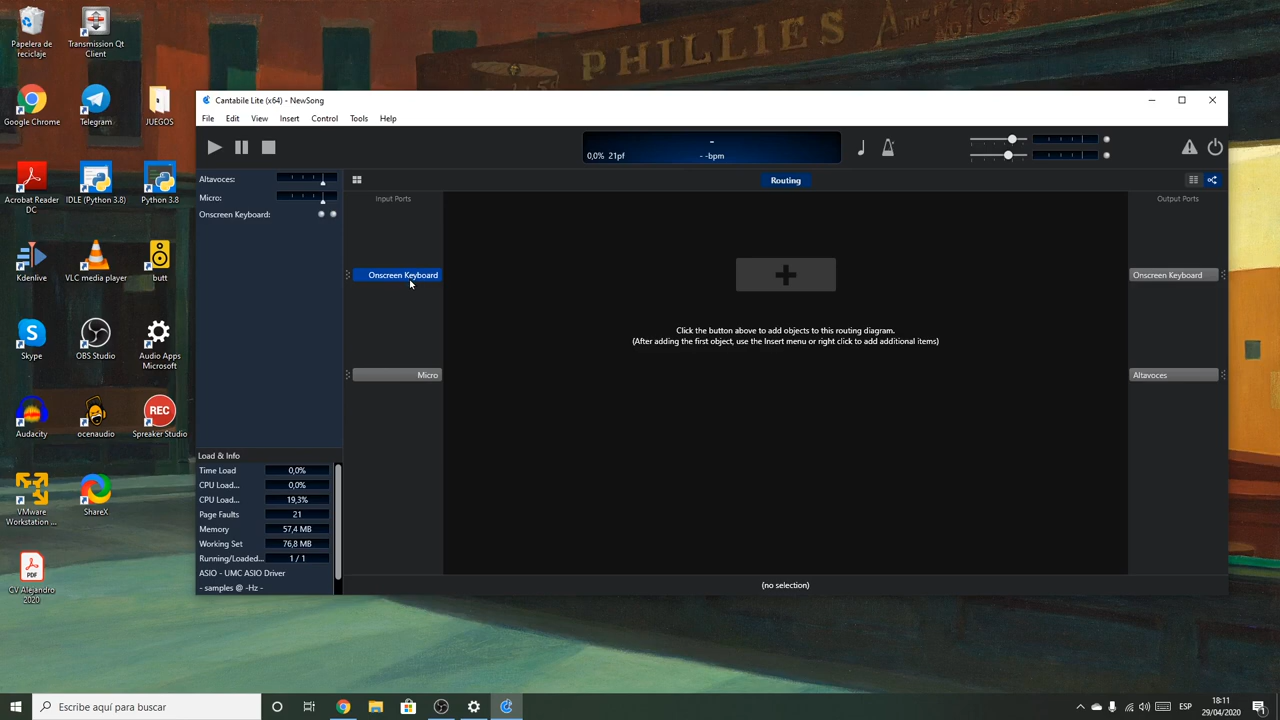 PHILLIES
Papelera de
reciclaje
Transmission Qt
Client
Google Chrome
Telegram
JUEGOS
Acrobat Reader
DC
IDLE (Python 3.8)
Python 3.8
Kdenlive
VLC media player
butt
Skype
OBS Studio
Audio Apps
Microsoft
Audacity
ocenaudio
REC
Spreaker Studio
VMware
Workstation ...
ShareX
PDF
CV Alejandro
2020
Cantabile Lite (x64) - NewSong
File Edit View Insert Control Tools Help
-
0,0% 21pf - -bpm
Altavoces:
Micro:
Onscreen Keyboard:
Routing
Input Ports
Output Ports
Onscreen Keyboard
Onscreen Keyboard
Click the button above to add objects to this routing diagram.
(After adding the first object, use the Insert menu or right click to add additional items)
Micro
Altavoces
Load & Info
Time Load 0,0%
CPU Load... 0,0%
CPU Load... 19,3%
Page Faults 21
Memory 57,4 MB
Working Set 76,8 MB
Running/Loaded... 1 / 1
ASIO - UMC ASIO Driver
- samples @ -Hz -
(no selection)
Escribe aquí para buscar
ESP
18:11
29/04/2020
1